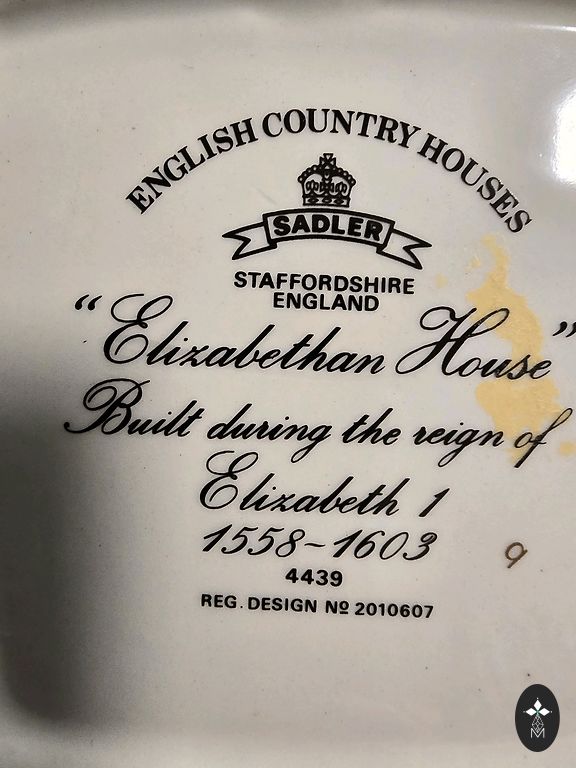 ENGLISH COUNTRY HOUSES
SADLER
STAFFORDSHIRE
ENGLAND
"Elizabethan House"
Built during the reign of
Elizabeth 1
1558-1603
4439
9
REG. DESIGN Nº 2010607
M